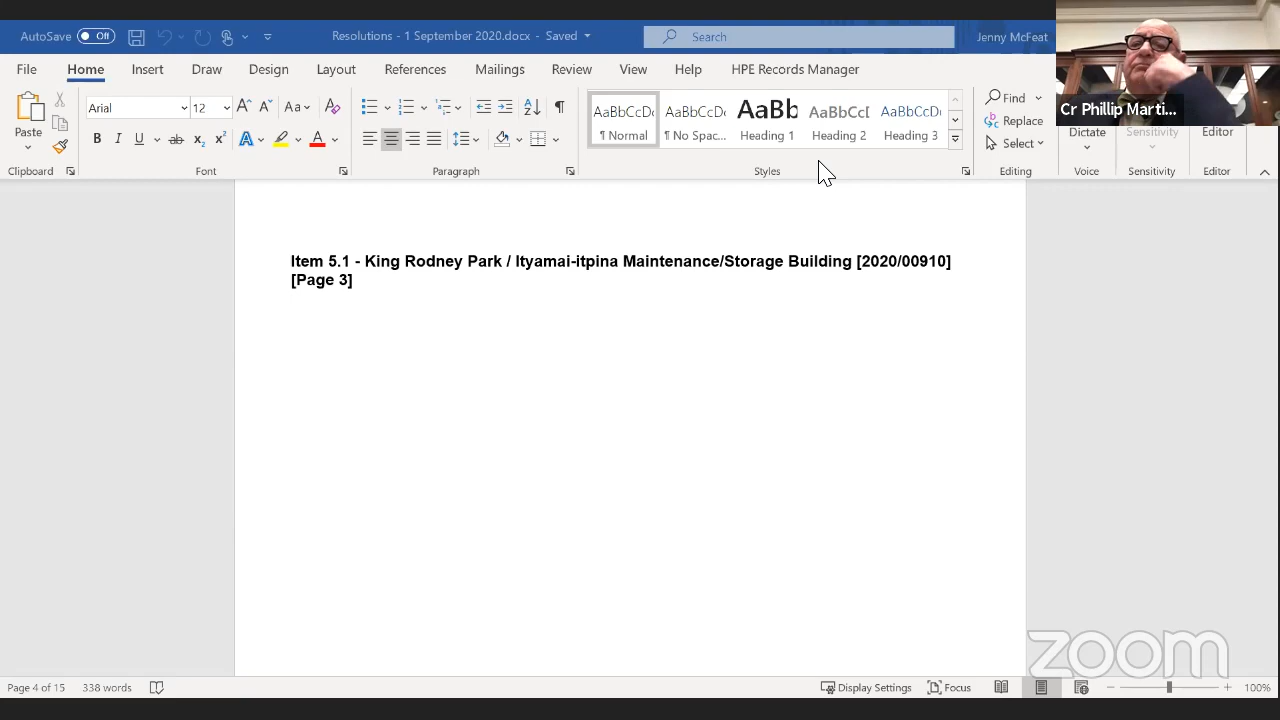 AutoSave Off Resolutions - 1 September 2020.docx - Saved Search Jenny McFeat
File Home Insert Draw Design Layout References Mailings Review View Help HPE Records Manager
Cr Phillip Marti...
Paste
Arial 12 Aa
AaBbCcDc AaBbCcDc AaBb AaBbCcD AaBbCcDc
¶ Normal ¶ No Spac... Heading 1 Heading 2 Heading 3
Find
Replace
Select
Dictate Sensitivity Editor
Clipboard Font Paragraph Styles Editing Voice Sensitivity Editor
Item 5.1 - King Rodney Park / Ityamai-itpina Maintenance/Storage Building [2020/00910]
[Page 3]
zoom
Page 4 of 15 338 words Display Settings Focus 100%